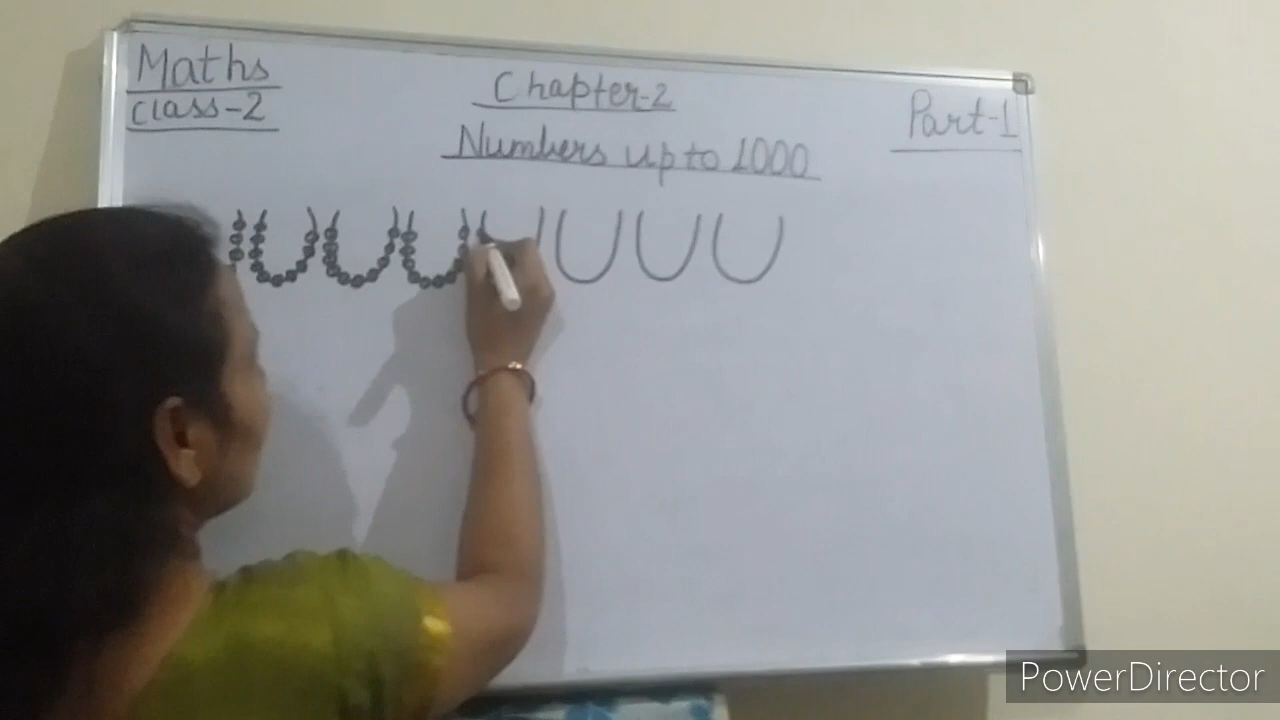 Maths
Class-2
Chapter-2
Numbers up to 1000
Part-1
PowerDirector